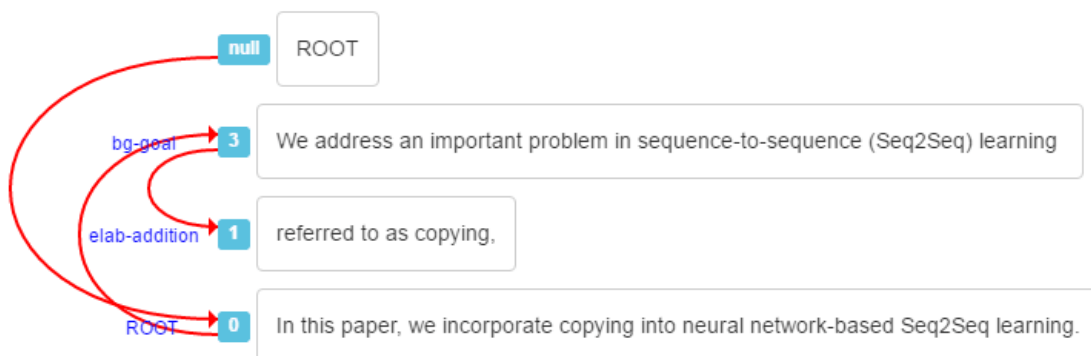 null ROOT
bg-goal 3 We address an important problem in sequence-to-sequence (Seq2Seq) learning
elab-addition 1 referred to as copying,
ROOT 0 In this paper, we incorporate copying into neural network-based Seq2Seq learning.